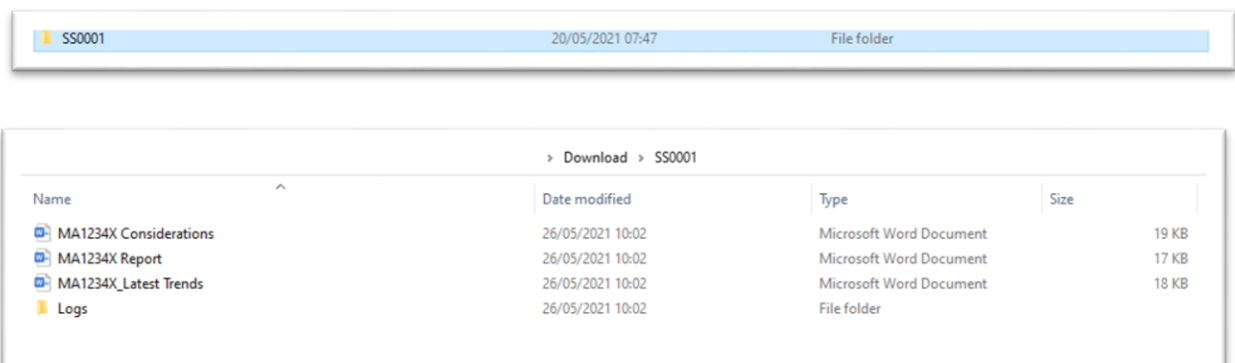 SS0001 20/05/2021 07:47 File folder
› Download › SS0001
Name Date modified Type Size
MA1234X Considerations 26/05/2021 10:02 Microsoft Word Document 19 KB
MA1234X Report 26/05/2021 10:02 Microsoft Word Document 17 KB
MA1234X_Latest Trends 26/05/2021 10:02 Microsoft Word Document 18 KB
Logs 26/05/2021 10:02 File folder